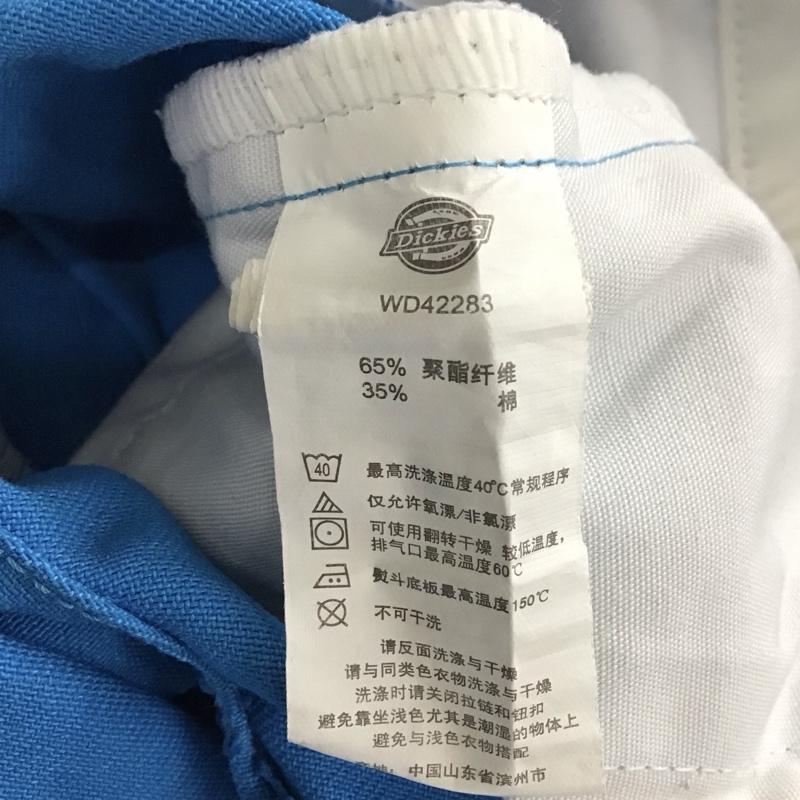 Dickies
WD42283
65% 聚酯纤维
35% 棉
40 最高洗涤温度40℃常规程序
仅允许氧漂/非氯漂
可使用翻转干燥 较低温度，
排气口最高温度60℃
熨斗底板最高温度150℃
不可干洗
请反面洗涤与干燥
请与同类色衣物洗涤与干燥
洗涤时请关闭拉链和钮扣
避免靠坐浅色尤其是潮湿的物体上
避免与浅色衣物搭配
产地：中国山东省滨州市